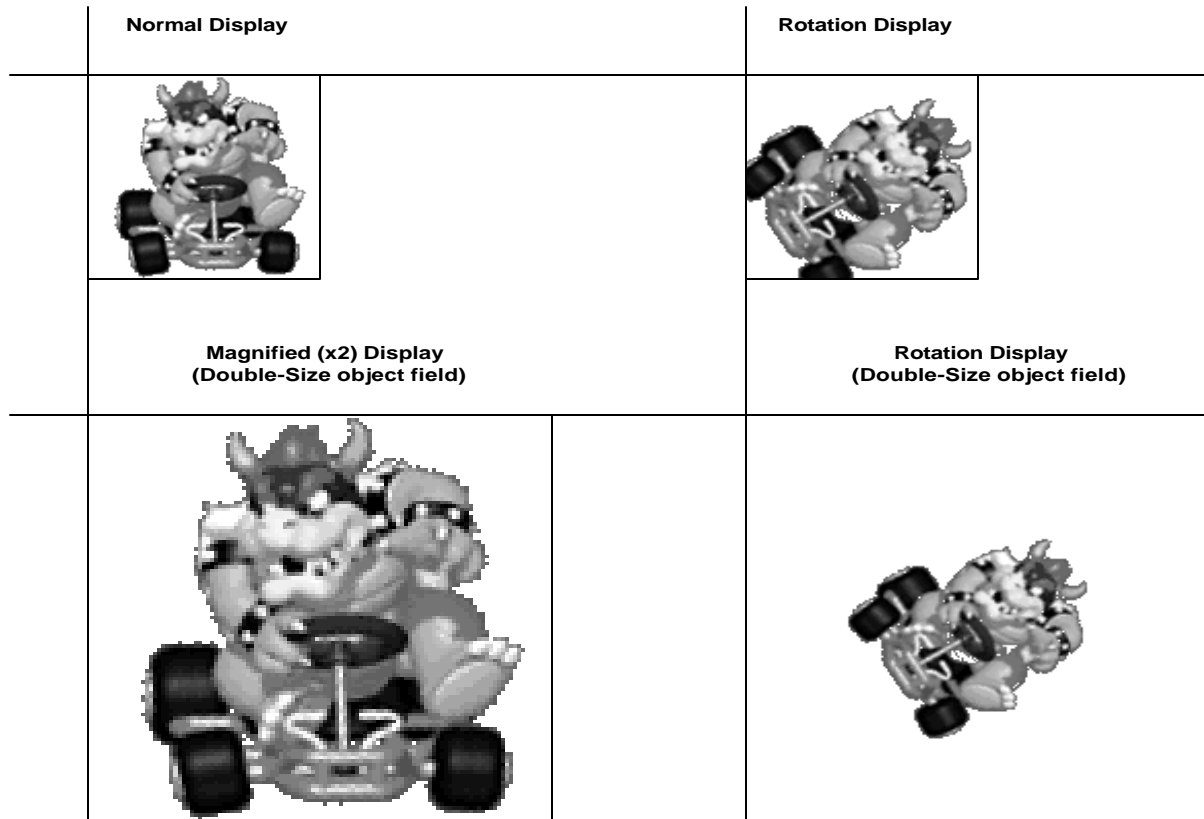 Normal Display
Rotation Display
Magnified (x2) Display
(Double-Size object field)
Rotation Display
(Double-Size object field)